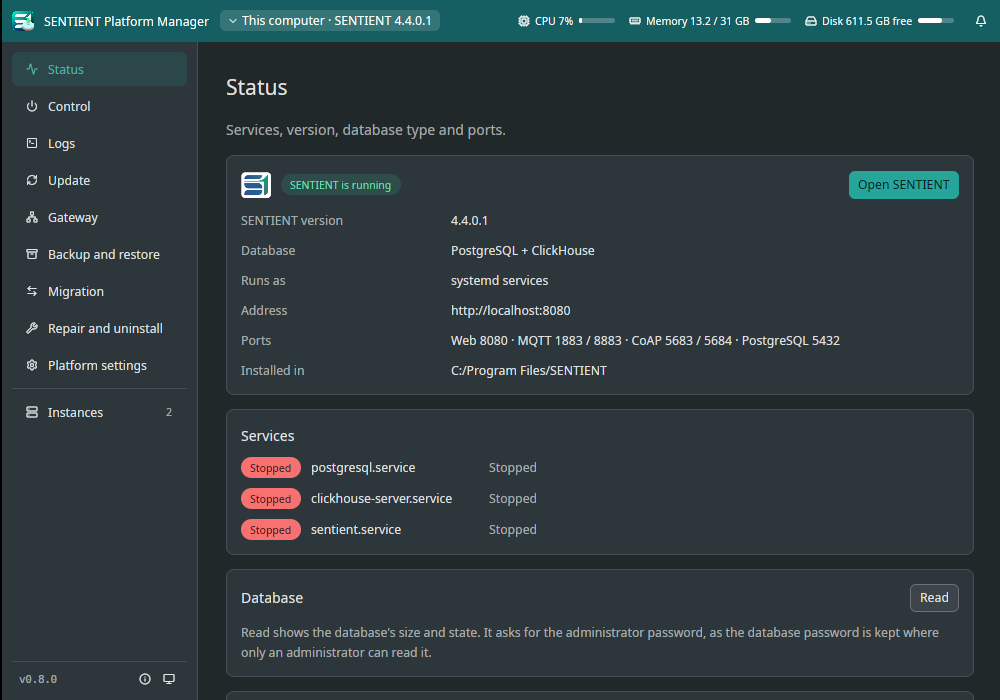 SENTIENT Platform Manager
This computer · SENTIENT 4.4.0.1
CPU 7%
Memory 13.2 / 31 GB
Disk 611.5 GB free
Status
Control
Logs
Update
Gateway
Backup and restore
Migration
Repair and uninstall
Platform settings
Instances 2
v0.8.0
Status
Services, version, database type and ports.
SENTIENT is running
Open SENTIENT
SENTIENT version 4.4.0.1
Database PostgreSQL + ClickHouse
Runs as systemd services
Address http://localhost:8080
Ports Web 8080 · MQTT 1883 / 8883 · CoAP 5683 / 5684 · PostgreSQL 5432
Installed in C:/Program Files/SENTIENT
Services
Stopped postgresql.service Stopped
Stopped clickhouse-server.service Stopped
Stopped sentient.service Stopped
Database
Read
Read shows the database's size and state. It asks for the administrator password, as the database password is kept where
only an administrator can read it.